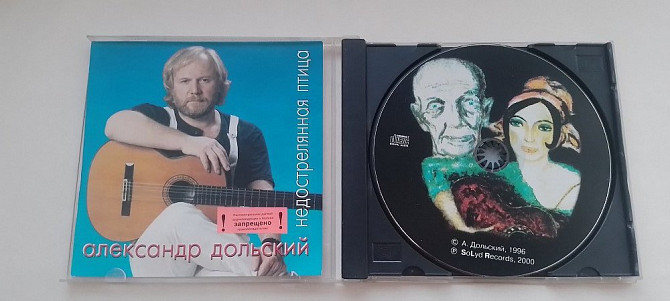 недострелянная птица
александр дольский
запрещено
! !
© А. Дольский, 1996
℗ SoLyd Records, 2000